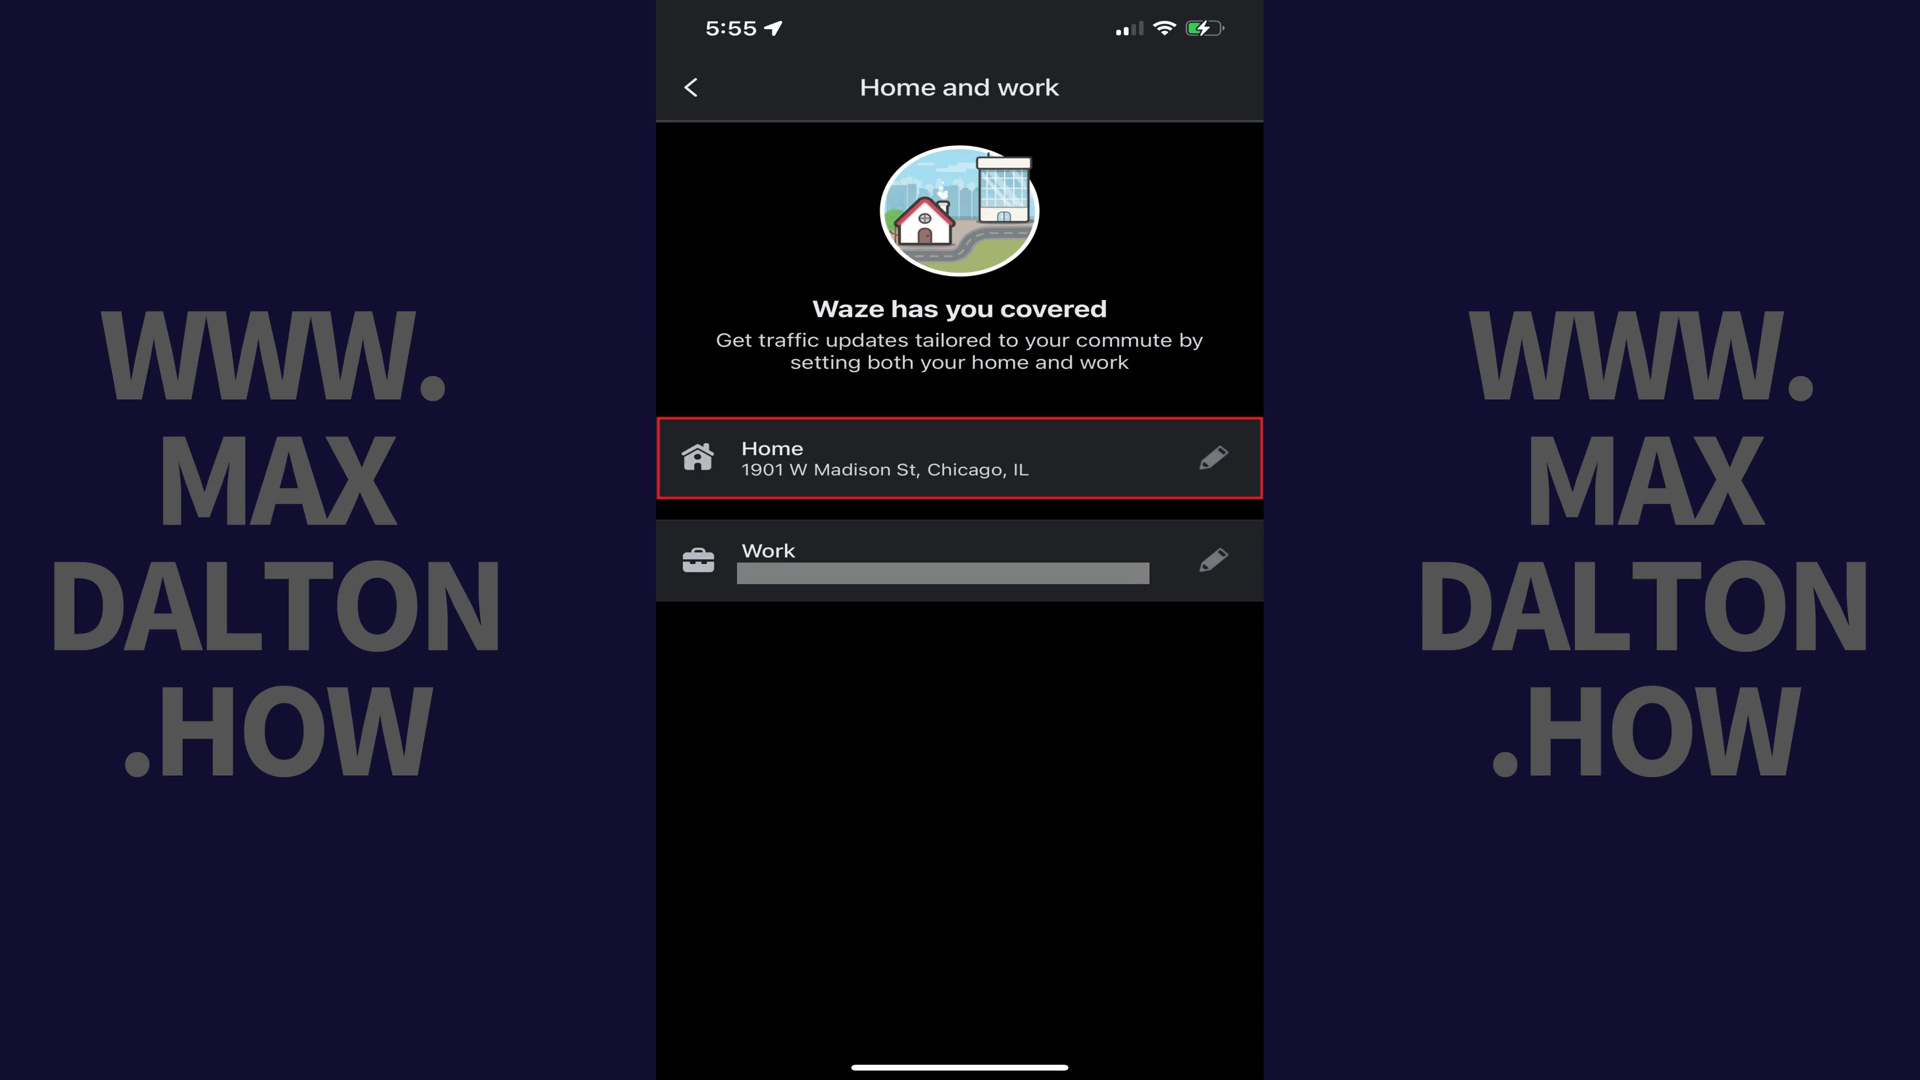 5:55
Home and work
Waze has you covered
Get traffic updates tailored to your commute by
setting both your home and work
Home
1901 W Madison St, Chicago, IL
Work
WWW.
MAX
DALTON
.HOW
WWW.
MAX
DALTON
.HOW